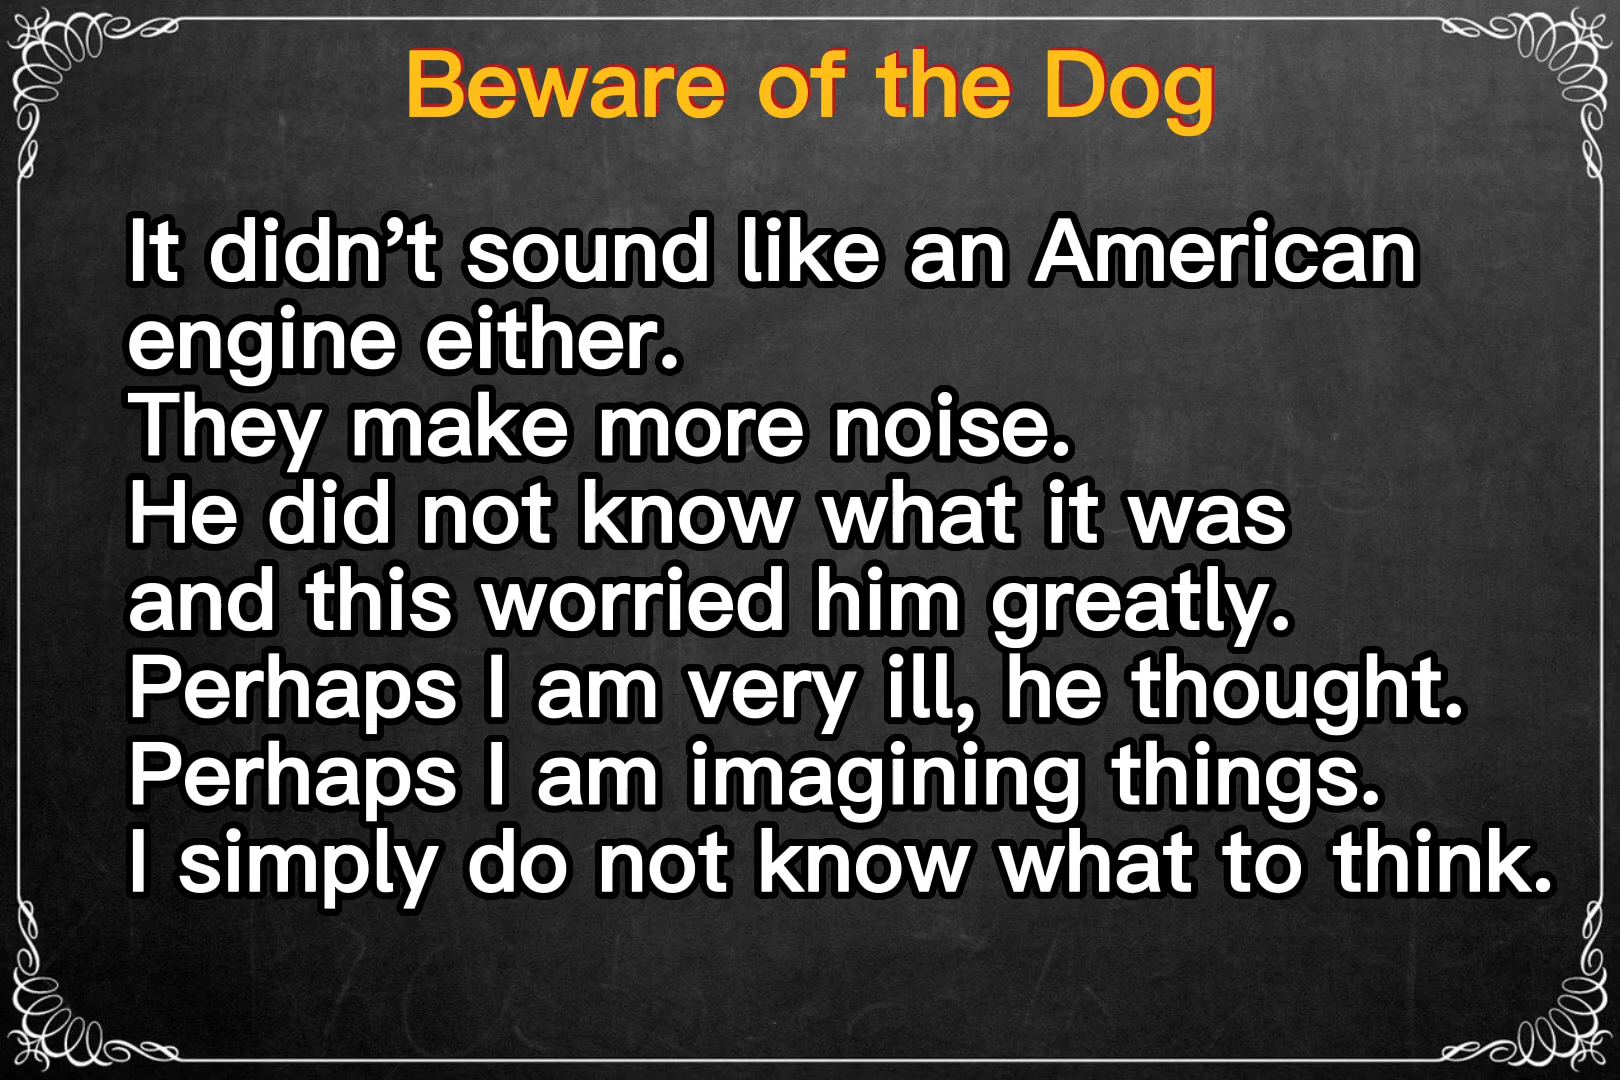 Beware of the Dog
It didn’t sound like an American
engine either.
They make more noise.
He did not know what it was
and this worried him greatly.
Perhaps I am very ill, he thought.
Perhaps I am imagining things.
I simply do not know what to think.